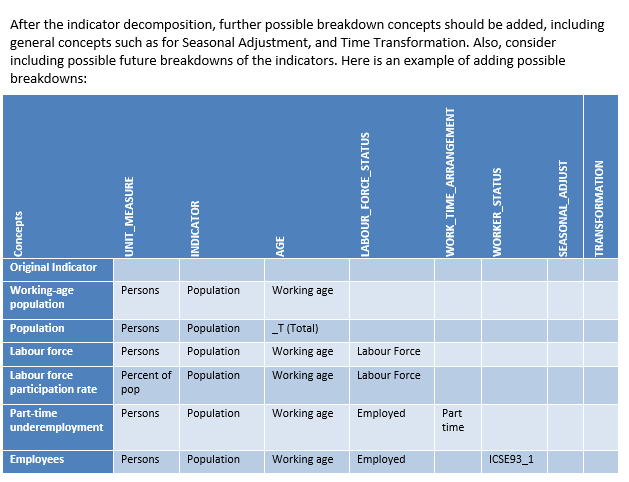 After the indicator decomposition, further possible breakdown concepts should be added, including
general concepts such as for Seasonal Adjustment, and Time Transformation. Also, consider
including possible future breakdowns of the indicators. Here is an example of adding possible
breakdowns:
Concepts UNIT_MEASURE INDICATOR AGE LABOUR_FORCE_STATUS WORK_TIME_ARRANGEMENT WORKER_STATUS SEASONAL_ADJUST TRANSFORMATION
Original Indicator
Working-age Persons Population Working age
population
Population Persons Population _T (Total)
Labour force Persons Population Working age Labour Force
Labour force Percent of Population Working age Labour Force
participation rate pop
Part-time Persons Population Working age Employed Part
underemployment time
Employees Persons Population Working age Employed ICSE93_1